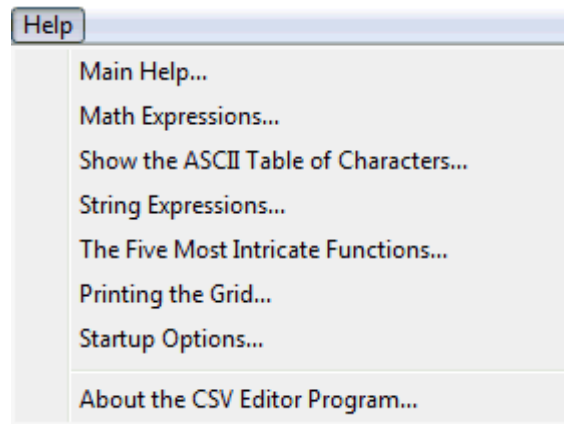 Help
Main Help...
Math Expressions...
Show the ASCII Table of Characters...
String Expressions...
The Five Most Intricate Functions...
Printing the Grid...
Startup Options...
About the CSV Editor Program...